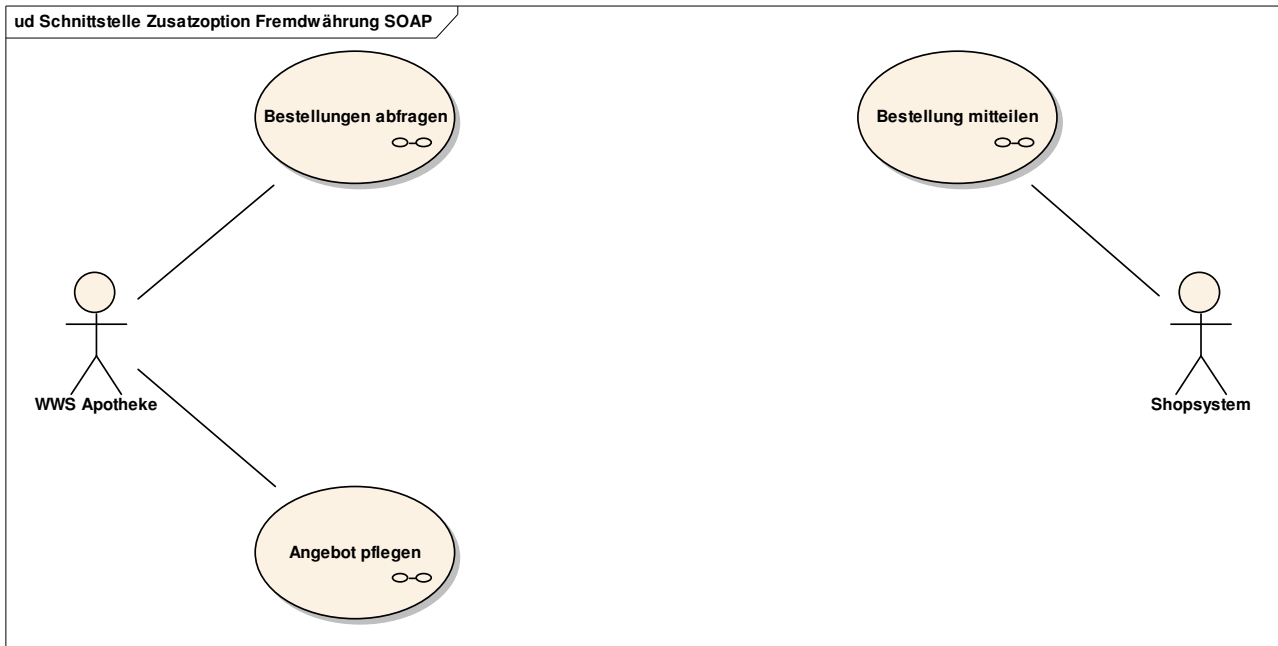 ud Schnittstelle Zusatzoption Fremdwährung SOAP
Bestellungen abfragen
Bestellung mitteilen
WWS Apotheke
Shopsystem
Angebot pflegen